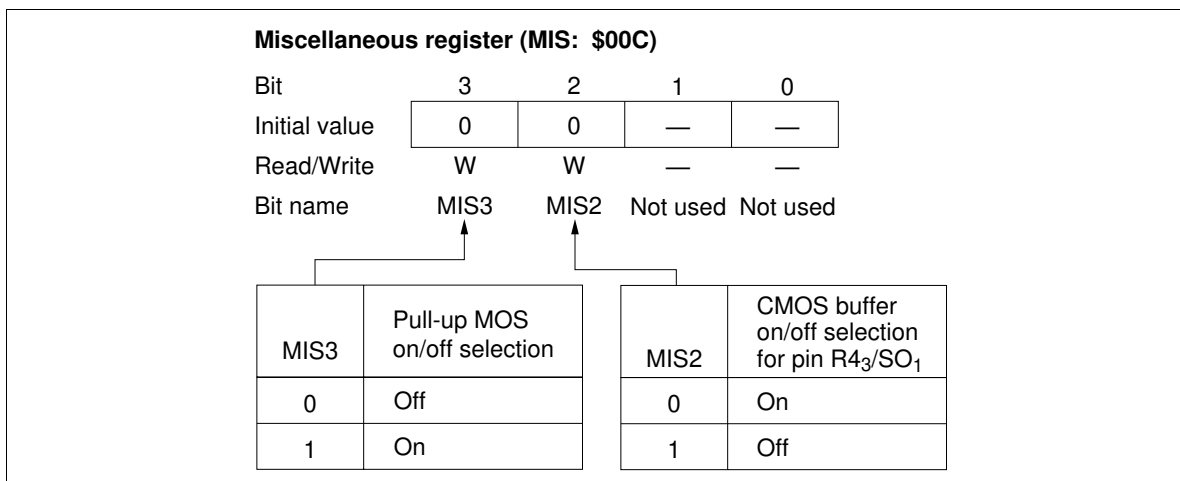 Miscellaneous register (MIS: $00C)
Bit 3 2 1 0
Initial value 0 0 — —
Read/Write W W — —
Bit name MIS3 MIS2 Not used Not used
MIS3 Pull-up MOS
on/off selection
0 Off
1 On
MIS2 CMOS buffer
on/off selection
for pin R4₃/SO₁
0 On
1 Off